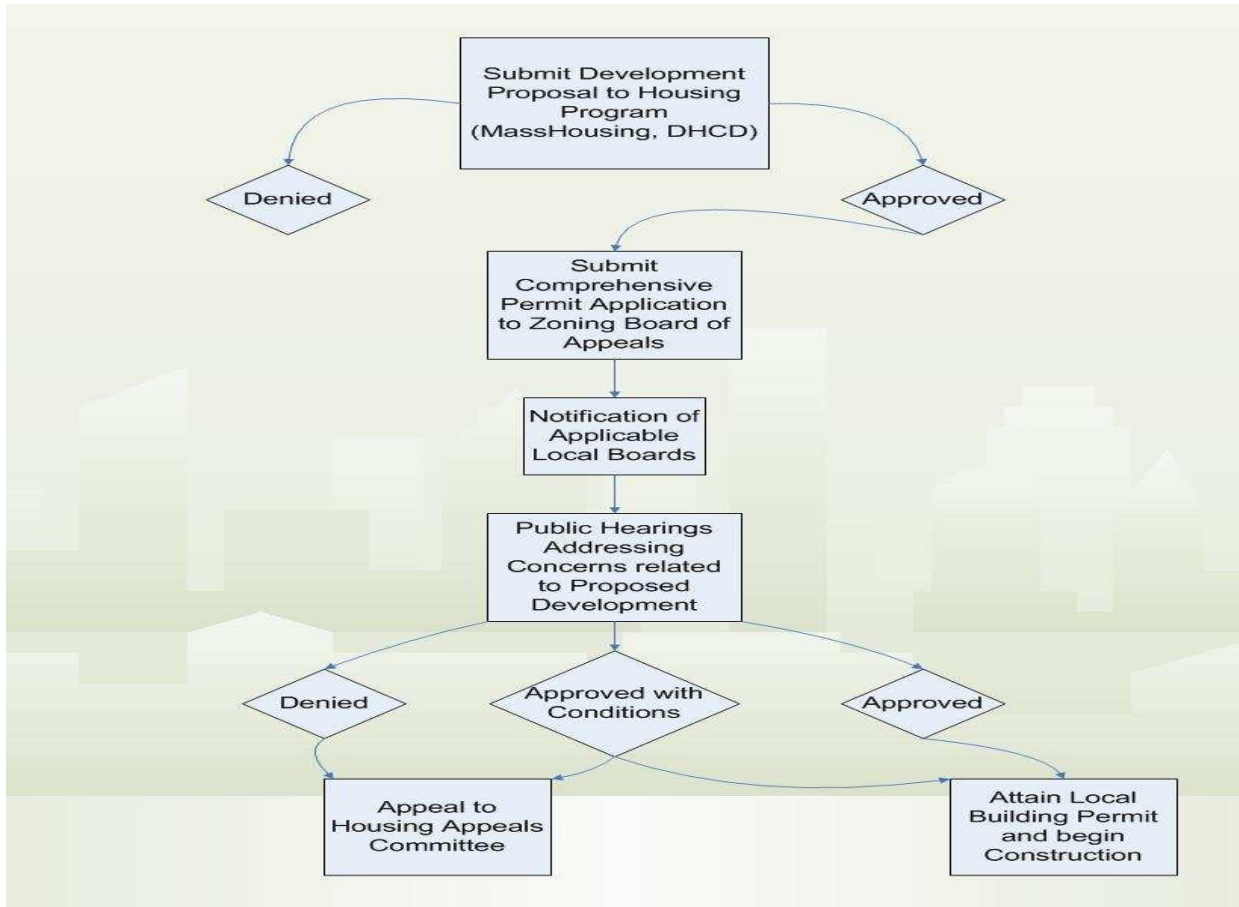 Submit Development
Proposal to Housing
Program
(MassHousing, DHCD)
Denied
Approved
Submit
Comprehensive
Permit Application
to Zoning Board of
Appeals
Notification of
Applicable
Local Boards
Public Hearings
Addressing
Concerns related
to Proposed
Development
Denied
Approved with
Conditions
Approved
Appeal to
Housing Appeals
Committee
Attain Local
Building Permit
and begin
Construction